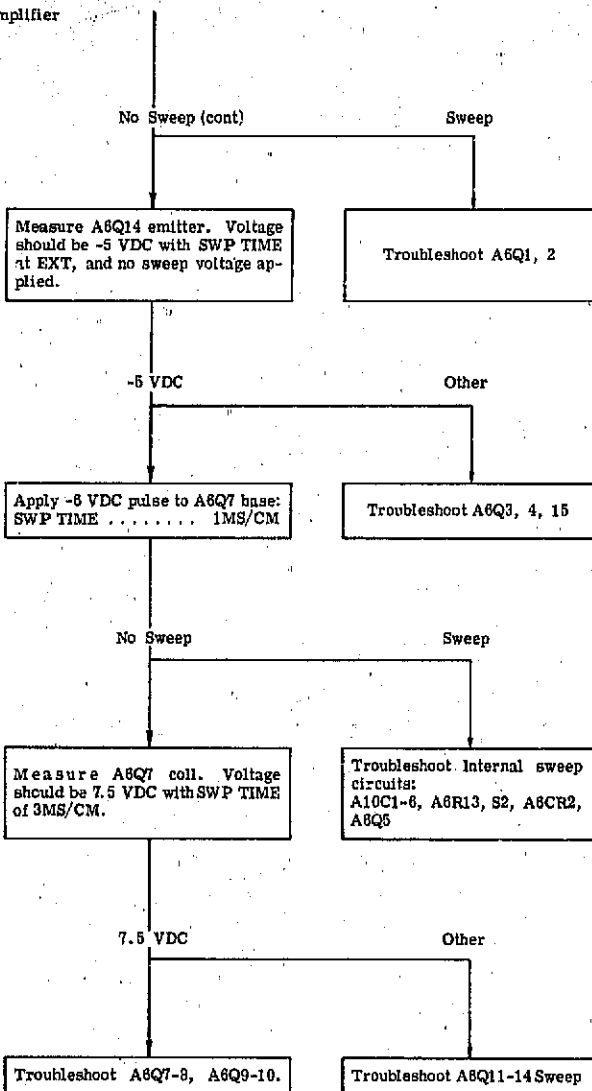 mplifier
No Sweep (cont)
Sweep
Measure A6Q14 emitter. Voltage
should be -5 VDC with SWP TIME
at EXT, and no sweep voltage ap-
plied.
Troubleshoot A6Q1, 2
-5 VDC
Other
Apply -6 VDC pulse to A6Q7 base:
SWP TIME ........ 1MS/CM
Troubleshoot A6Q3, 4, 15
No Sweep
Sweep
Measure A6Q7 coll. Voltage
should be 7.5 VDC with SWP TIME
of 3MS/CM.
Troubleshoot Internal sweep
circuits:
A10C1-6, A6R13, S2, A6CR2,
A6Q5
7.5 VDC
Other
Troubleshoot A6Q7-8, A6Q9-10.
Troubleshoot A6Q11-14 Sweep